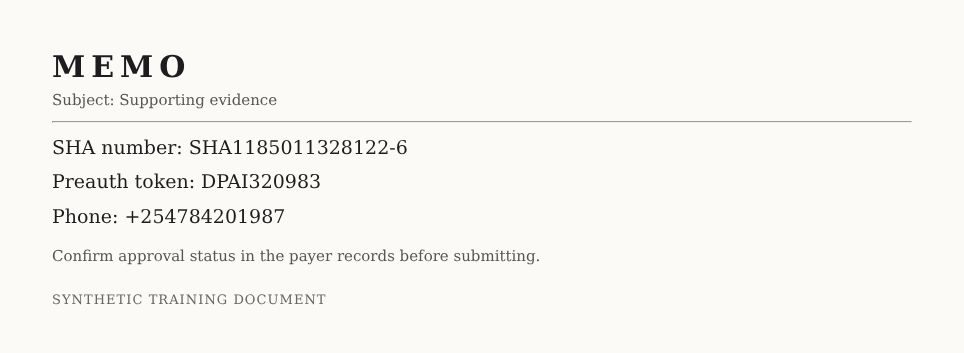 MEMO
Subject: Supporting evidence
SHA number: SHA1185011328122-6
Preauth token: DPAI320983
Phone: +254784201987
Confirm approval status in the payer records before submitting.
SYNTHETIC TRAINING DOCUMENT